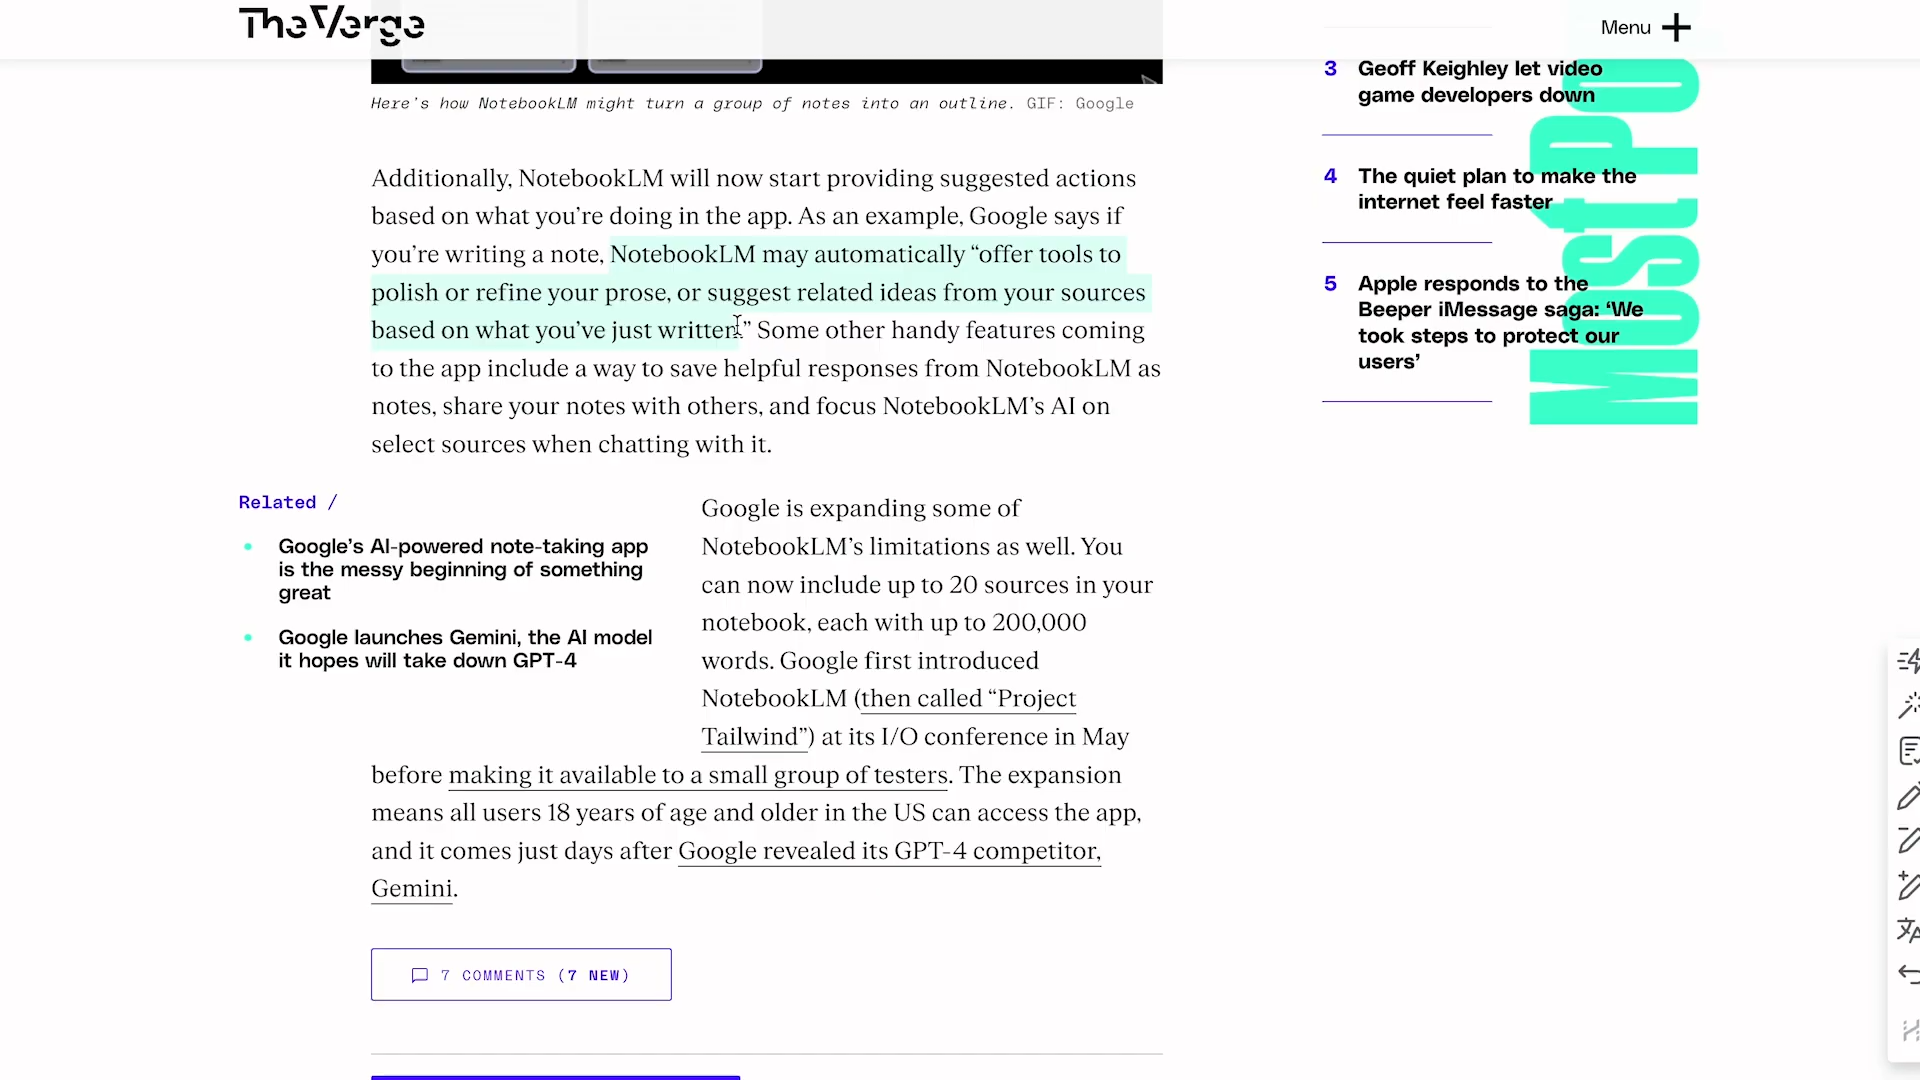 The Verge
Menu
Here's how NotebookLM might turn a group of notes into an outline. GIF: Google
Additionally, NotebookLM will now start providing suggested actions
based on what you’re doing in the app. As an example, Google says if
you’re writing a note, NotebookLM may automatically “offer tools to
polish or refine your prose, or suggest related ideas from your sources
based on what you’ve just written.” Some other handy features coming
to the app include a way to save helpful responses from NotebookLM as
notes, share your notes with others, and focus NotebookLM’s AI on
select sources when chatting with it.
Related /
Google’s AI-powered note-taking app
is the messy beginning of something
great
Google launches Gemini, the AI model
it hopes will take down GPT-4
Google is expanding some of
NotebookLM’s limitations as well. You
can now include up to 20 sources in your
notebook, each with up to 200,000
words. Google first introduced
NotebookLM (then called “Project
Tailwind”) at its I/O conference in May
before making it available to a small group of testers. The expansion
means all users 18 years of age and older in the US can access the app,
and it comes just days after Google revealed its GPT-4 competitor,
Gemini.
7 COMMENTS (7 NEW)
3 Geoff Keighley let video
game developers down
4 The quiet plan to make the
internet feel faster
5 Apple responds to the
Beeper iMessage saga: ‘We
took steps to protect our
users’
Most Po